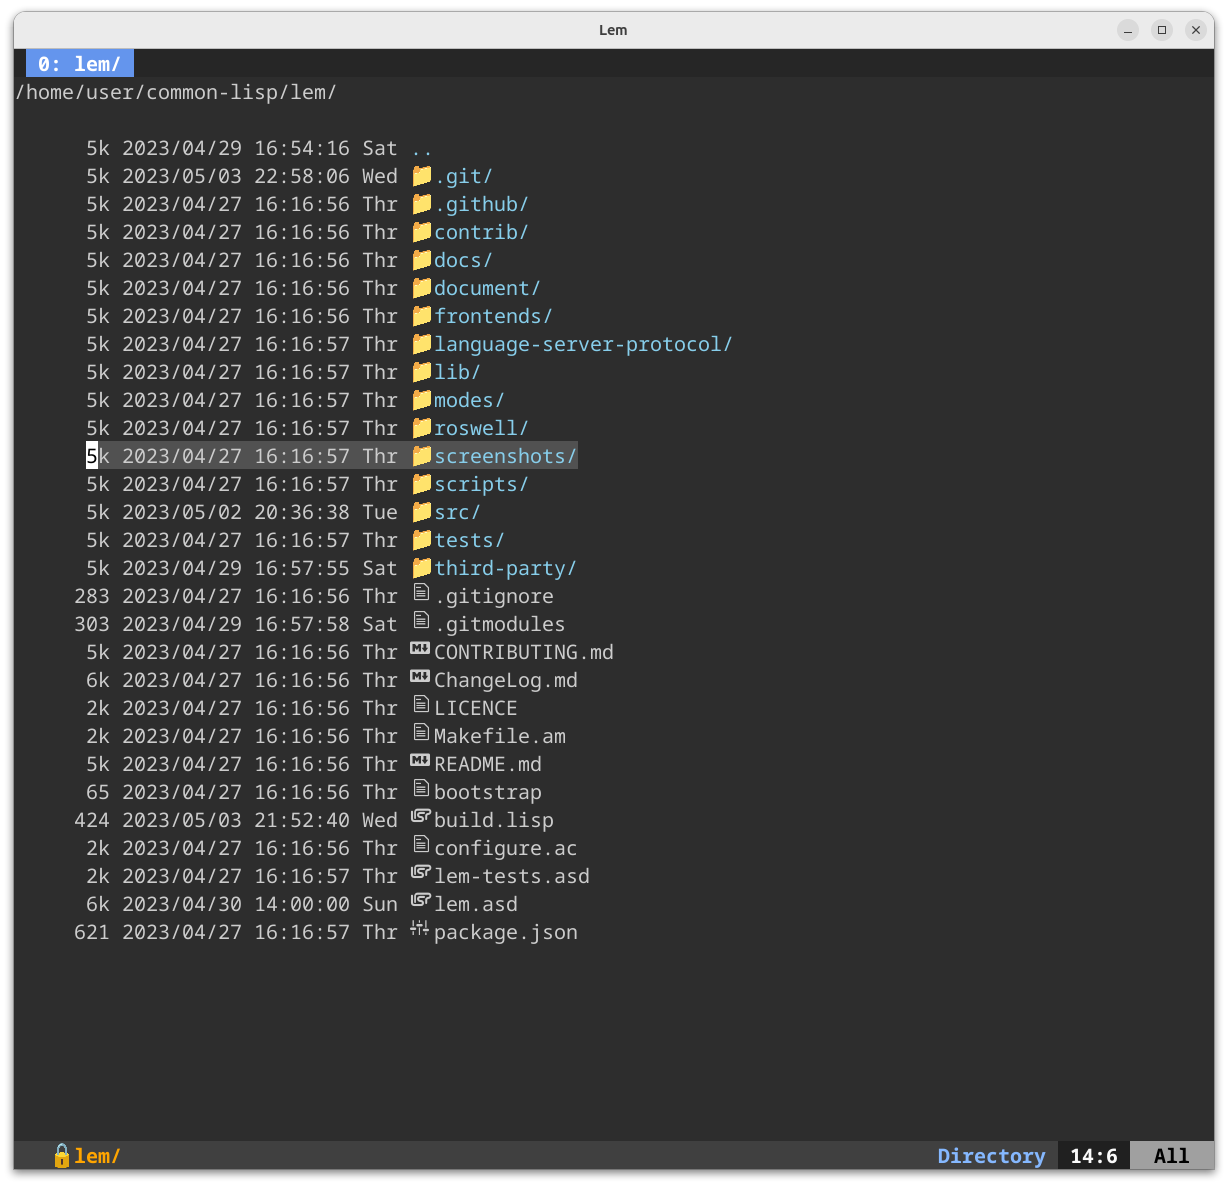 Lem
0: lem/
/home/user/common-lisp/lem/
5k 2023/04/29 16:54:16 Sat ..
5k 2023/05/03 22:58:06 Wed .git/
5k 2023/04/27 16:16:56 Thr .github/
5k 2023/04/27 16:16:56 Thr contrib/
5k 2023/04/27 16:16:56 Thr docs/
5k 2023/04/27 16:16:56 Thr document/
5k 2023/04/27 16:16:56 Thr frontends/
5k 2023/04/27 16:16:57 Thr language-server-protocol/
5k 2023/04/27 16:16:57 Thr lib/
5k 2023/04/27 16:16:57 Thr modes/
5k 2023/04/27 16:16:57 Thr roswell/
5k 2023/04/27 16:16:57 Thr screenshots/
5k 2023/04/27 16:16:57 Thr scripts/
5k 2023/05/02 20:36:38 Tue src/
5k 2023/04/27 16:16:57 Thr tests/
5k 2023/04/29 16:57:55 Sat third-party/
283 2023/04/27 16:16:56 Thr .gitignore
303 2023/04/29 16:57:58 Sat .gitmodules
5k 2023/04/27 16:16:56 Thr CONTRIBUTING.md
6k 2023/04/27 16:16:56 Thr ChangeLog.md
2k 2023/04/27 16:16:56 Thr LICENCE
2k 2023/04/27 16:16:56 Thr Makefile.am
5k 2023/04/27 16:16:56 Thr README.md
65 2023/04/27 16:16:56 Thr bootstrap
424 2023/05/03 21:52:40 Wed build.lisp
2k 2023/04/27 16:16:56 Thr configure.ac
2k 2023/04/27 16:16:57 Thr lem-tests.asd
6k 2023/04/30 14:00:00 Sun lem.asd
621 2023/04/27 16:16:57 Thr package.json
lem/ Directory 14:6 All